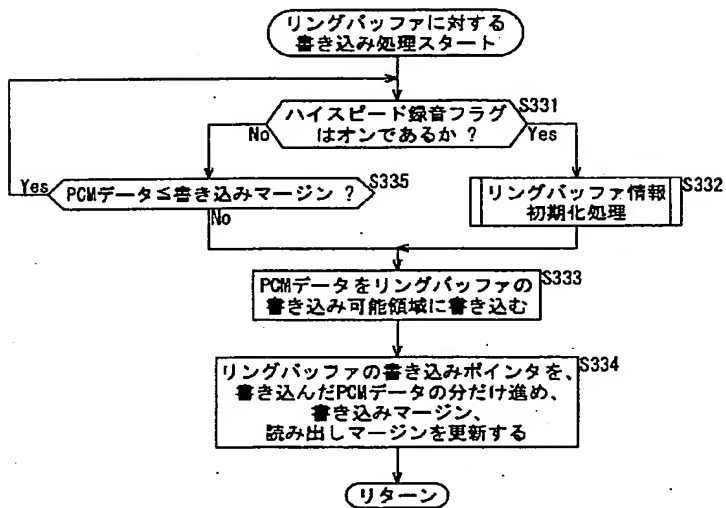 リングバッファに対する
書き込み処理スタート
S331
ハイスピード録音フラグ
はオンであるか ?
No
Yes
Yes
PCMデータ≦書き込みマージン ?
S335
No
リングバッファ情報
初期化処理
S332
S333
PCMデータをリングバッファの
書き込み可能領域に書き込む
S334
リングバッファの書き込みポインタを、
書き込んだPCMデータの分だけ進め、
書き込みマージン、
読み出しマージンを更新する
リターン